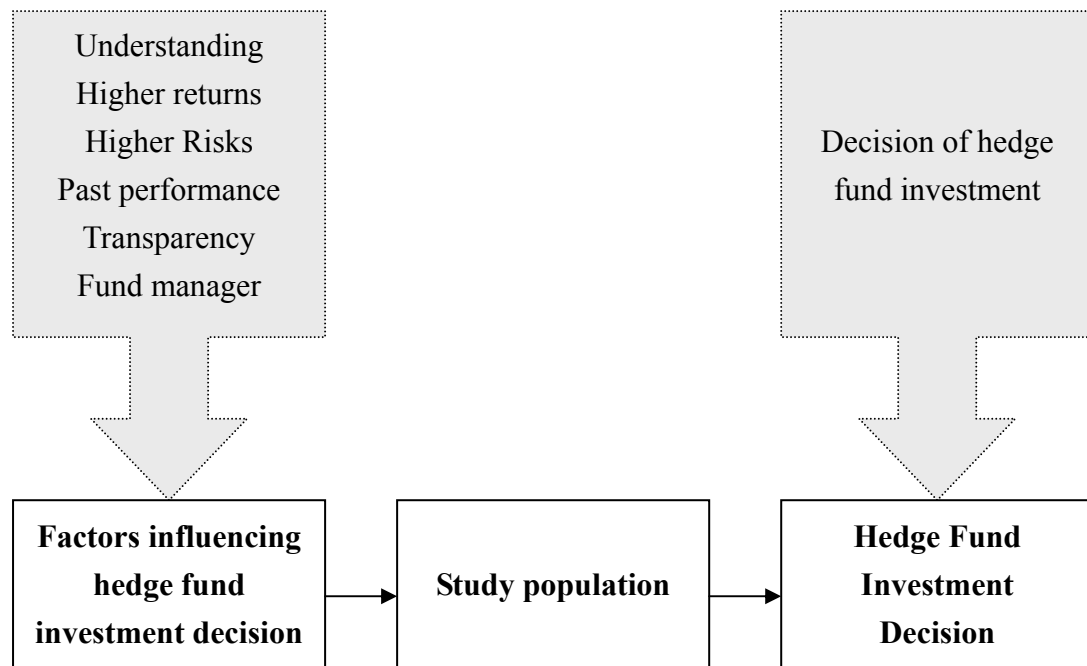 Understanding
Higher returns
Higher Risks
Past performance
Transparency
Fund manager
Decision of hedge
fund investment
Factors influencing
hedge fund
investment decision
Study population
Hedge Fund
Investment
Decision